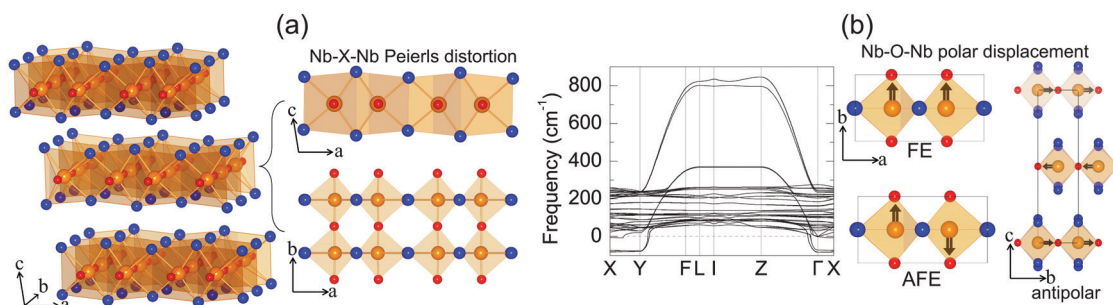 (a)
Nb-X-Nb Peierls distortion
c
a
b
a
c
b
a
Frequency (cm⁻¹)
800
600
400
200
0
X Y F L I Z Γ X
(b)
Nb-O-Nb polar displacement
b
a
FE
AFE
c
b
antipolar